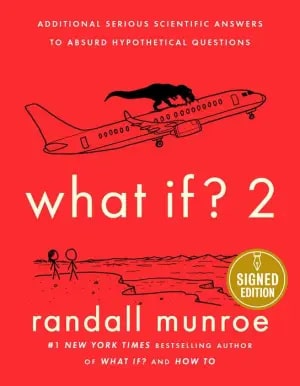 ADDITIONAL SERIOUS SCIENTIFIC ANSWERS
TO ABSURD HYPOTHETICAL QUESTIONS
what if? 2
SIGNED
EDITION
randall munroe
#1 NEW YORK TIMES BESTSELLING AUTHOR
OF WHAT IF? AND HOW TO